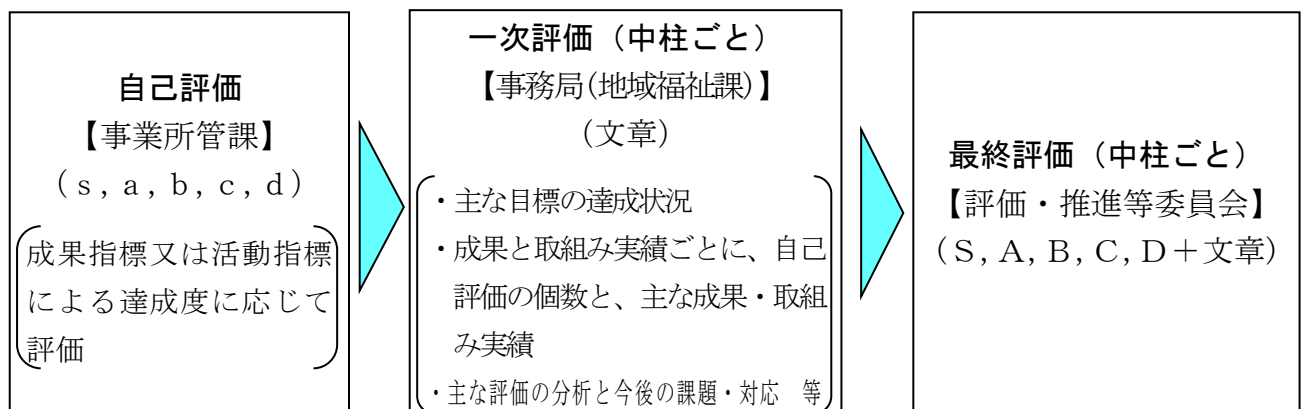 自己評価
【事業所管課】
(ｓ,ａ,ｂ,ｃ,ｄ)
成果指標又は活動指標
による達成度に応じて
評価
一次評価（中柱ごと）
【事務局(地域福祉課)】
(文章)
・主な目標の達成状況
・成果と取組み実績ごとに、自己
評価の個数と、主な成果・取組
み実績
・主な評価の分析と今後の課題・対応　等
最終評価（中柱ごと）
【評価・推進等委員会】
(Ｓ,Ａ,Ｂ,Ｃ,Ｄ＋文章)